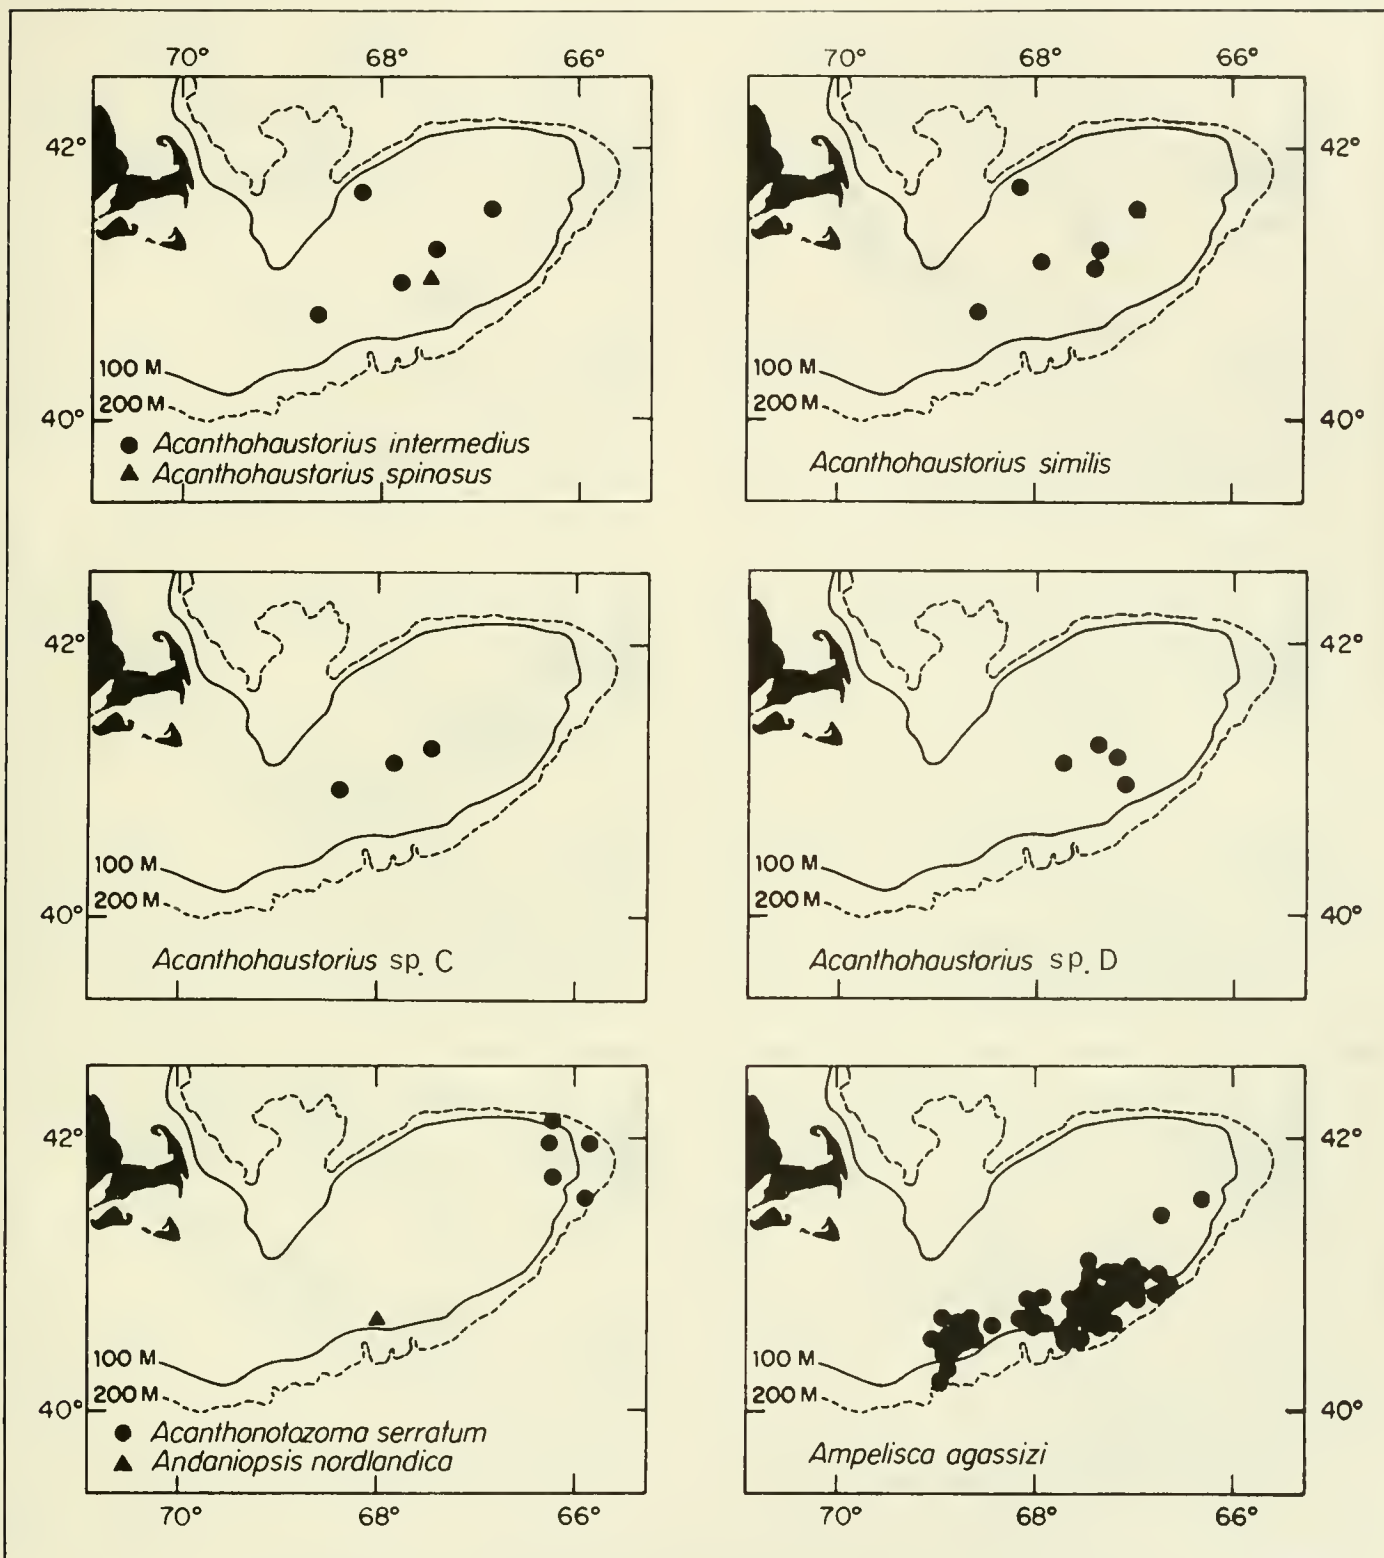 70° 68° 66° 70° 68° 66°
42° 42°
100 M 100 M
200 M 200 M
40° 40°
● Acanthohaustorius intermedius
▲ Acanthohaustorius spinosus
Acanthohaustorius similis
42° 42°
100 M 100 M
200 M 200 M
40° 40°
Acanthohaustorius sp. C
Acanthohaustorius sp. D
42° 42°
100 M 100 M
200 M 200 M
40° 40°
● Acanthonotozoma serratum
▲ Andaniopsis nordlandica
Ampelisca agassizi
70° 68° 66° 70° 68° 66°